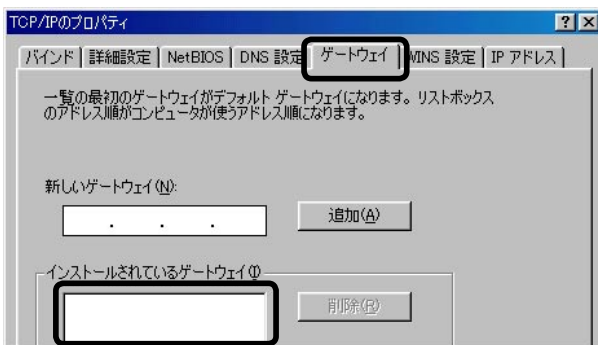 TCP/IPのプロパティ
バインド 詳細設定 NetBIOS DNS 設定 ゲートウェイ WINS 設定 IP アドレス
一覧の最初のゲートウェイがデフォルト ゲートウェイになります。リストボックス
のアドレス順がコンピュータが使うアドレス順になります。
新しいゲートウェイ(N):
. . .
追加(A)
インストールされているゲートウェイ(I)
削除(R)